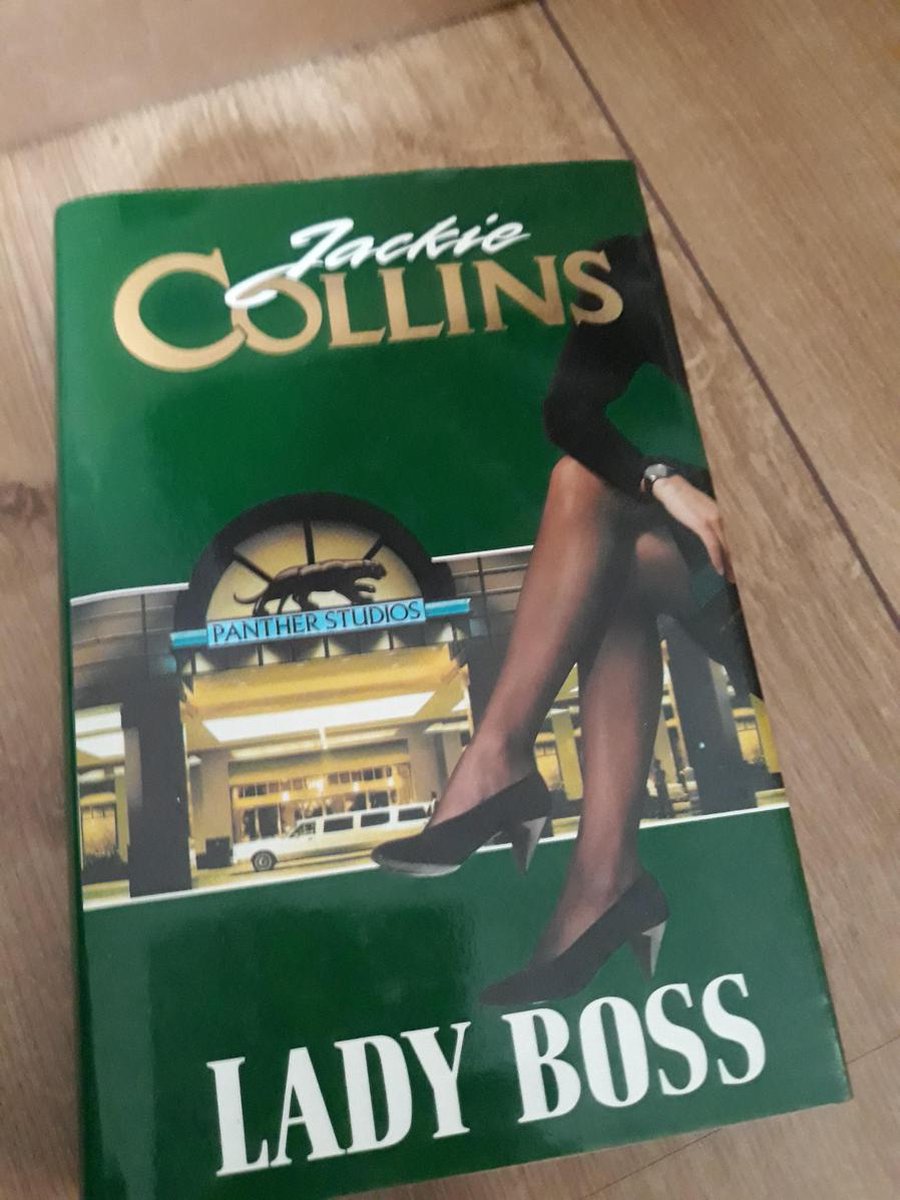 Jackie
COLLINS
PANTHER STUDIOS
LADY BOSS